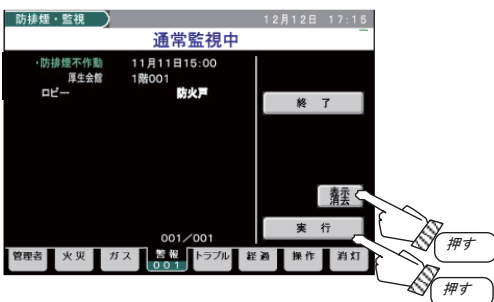 防排煙・監視 12月12日 17:15
通常監視中
・防排煙不作動 11月11日15:00
厚生会館 1階001
ロビー 防火戸
終 了
表示
消去
実 行
押す
001/001
管理者 火 災 ガ ス 警 報 トラブル 経 過 操 作 消 灯
001
押す